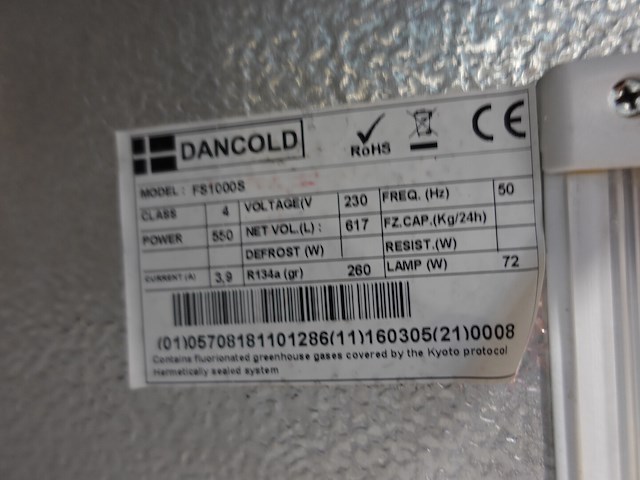 DANCOLD
RoHS
CE
MODEL: FS1000S
CLASS 4 VOLTAGE(V 230 FREQ. (Hz) 50
POWER 550 NET VOL.(L) : 617 FZ.CAP.(Kg/24h)
DEFROST (W) RESIST.(W)
CURRENT (A) 3,9 R134a (gr) 260 LAMP (W) 72
(01)05708181101286(11)160305(21)0008
Contains fluorionated greenhouse gases covered by the Kyoto protocol
Hermetically sealed system